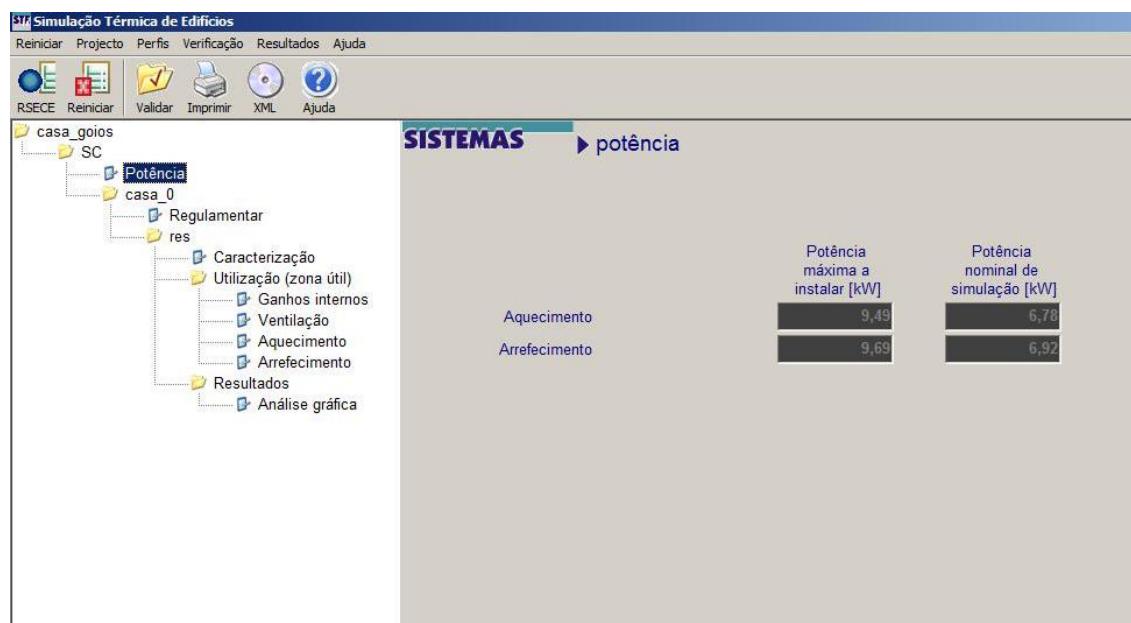 STE Simulação Térmica de Edifícios
Reiniciar Projecto Perfis Verificação Resultados Ajuda
RSECE Reiniciar Validar Imprimir XML Ajuda
casa_goios
SC
Potência
casa_0
Regulamentar
res
Caracterização
Utilização (zona útil)
Ganhos internos
Ventilação
Aquecimento
Arrefecimento
Resultados
Análise gráfica
SISTEMAS potência
Potência
máxima a
instalar [kW]
Potência
nominal de
simulação [kW]
Aquecimento 9,49 6,78
Arrefecimento 9,69 6,92